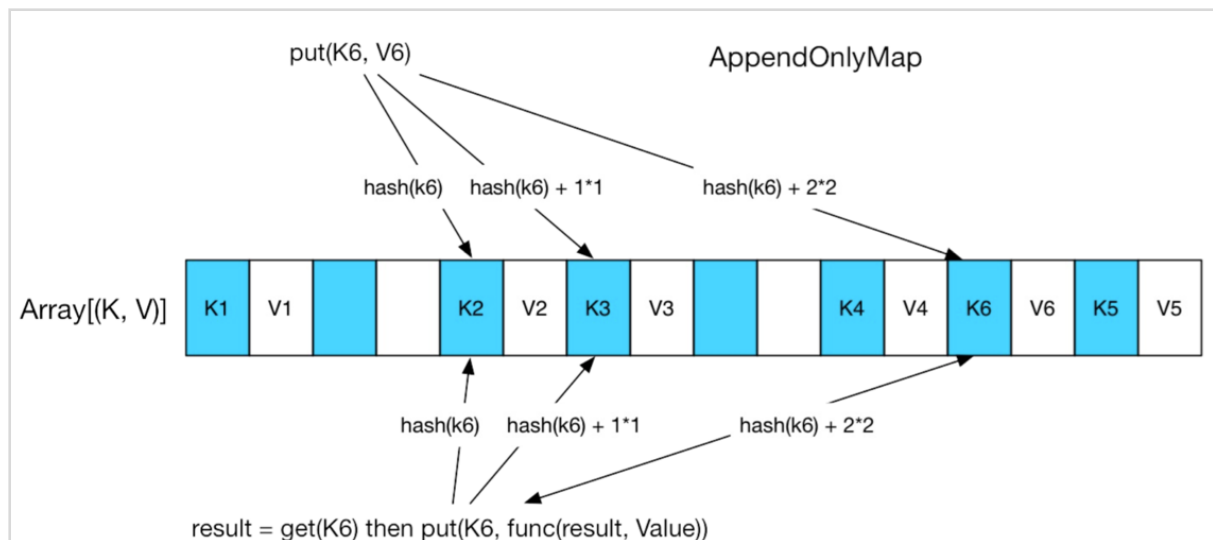 put(K6, V6)
AppendOnlyMap
hash(k6)
hash(k6) + 1*1
hash(k6) + 2*2
Array[(K, V)]
K1
V1
K2
V2
K3
V3
K4
V4
K6
V6
K5
V5
hash(k6)
hash(k6) + 1*1
hash(k6) + 2*2
result = get(K6) then put(K6, func(result, Value))